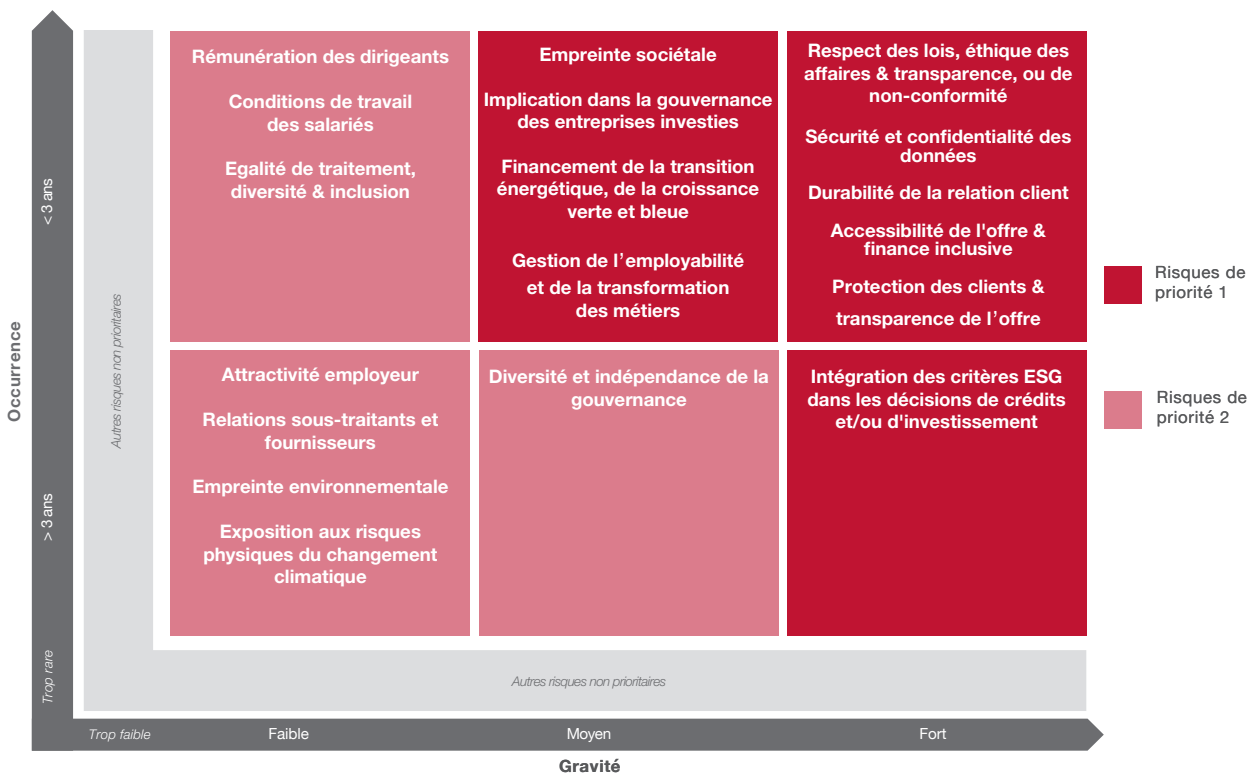 Occurrence
< 3 ans
> 3 ans
Trop rare
Autres risques non prioritaires
Rémunération des dirigeants
Conditions de travail
des salariés
Egalité de traitement,
diversité & inclusion
Empreinte sociétale
Implication dans la gouvernance
des entreprises investies
Financement de la transition
énergétique, de la croissance
verte et bleue
Gestion de l'employabilité
et de la transformation
des métiers
Respect des lois, éthique des
affaires & transparence, ou de
non-conformité
Sécurité et confidentialité des
données
Durabilité de la relation client
Accessibilité de l'offre &
finance inclusive
Protection des clients &
transparence de l'offre
Attractivité employeur
Relations sous-traitants et
fournisseurs
Empreinte environnementale
Exposition aux risques
physiques du changement
climatique
Diversité et indépendance de la
gouvernance
Intégration des critères ESG
dans les décisions de crédits
et/ou d'investissement
Risques de
priorité 1
Risques de
priorité 2
Autres risques non prioritaires
Trop faible
Faible
Moyen
Fort
Gravité